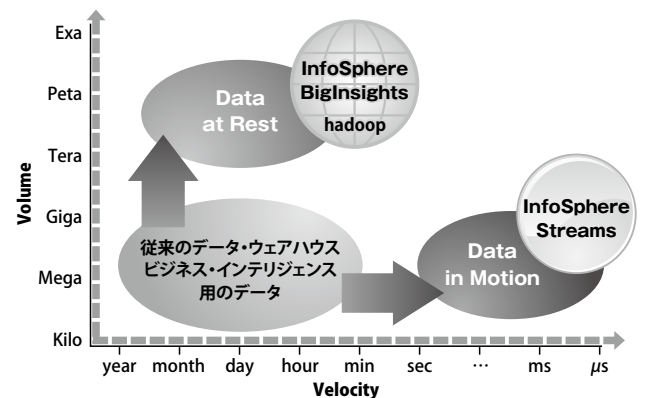 Exa
Peta
Tera
Giga
Mega
Kilo
Volume
Data
at Rest
InfoSphere
BigInsights
hadoop
従来のデータ・ウェアハウス
ビジネス・インテリジェンス
用のデータ
Data
in Motion
InfoSphere
Streams
year month day hour min sec … ms μs
Velocity